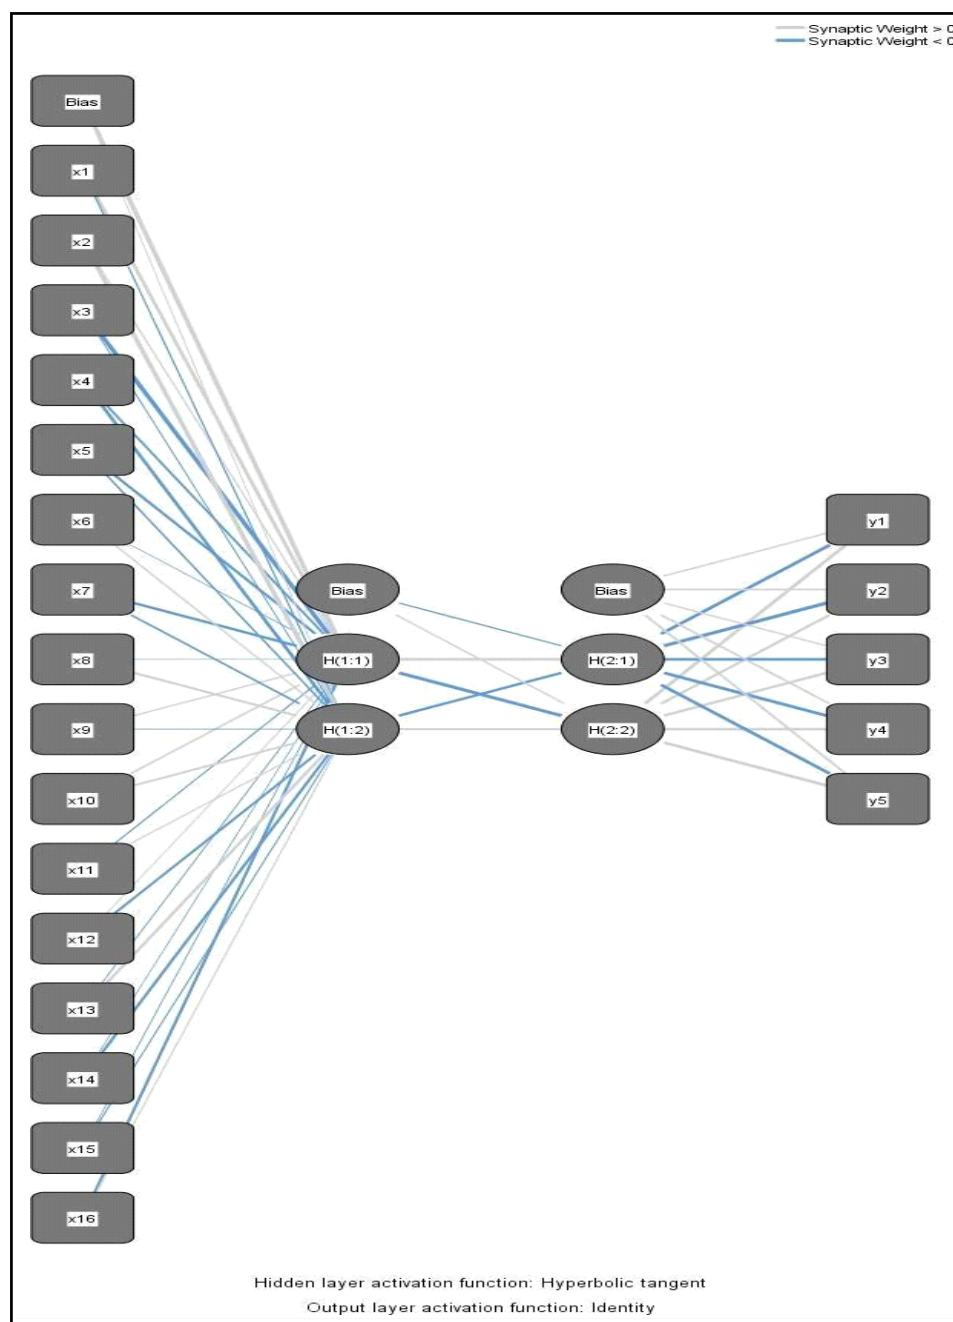 Synaptic Weight > 0
Synaptic Weight < 0
Bias
x1
x2
x3
x4
x5
x6
x7
x8
x9
x10
x11
x12
x13
x14
x15
x16
Bias
H(1:1)
H(1:2)
Bias
H(2:1)
H(2:2)
y1
y2
y3
y4
y5
Hidden layer activation function: Hyperbolic tangent
Output layer activation function: Identity